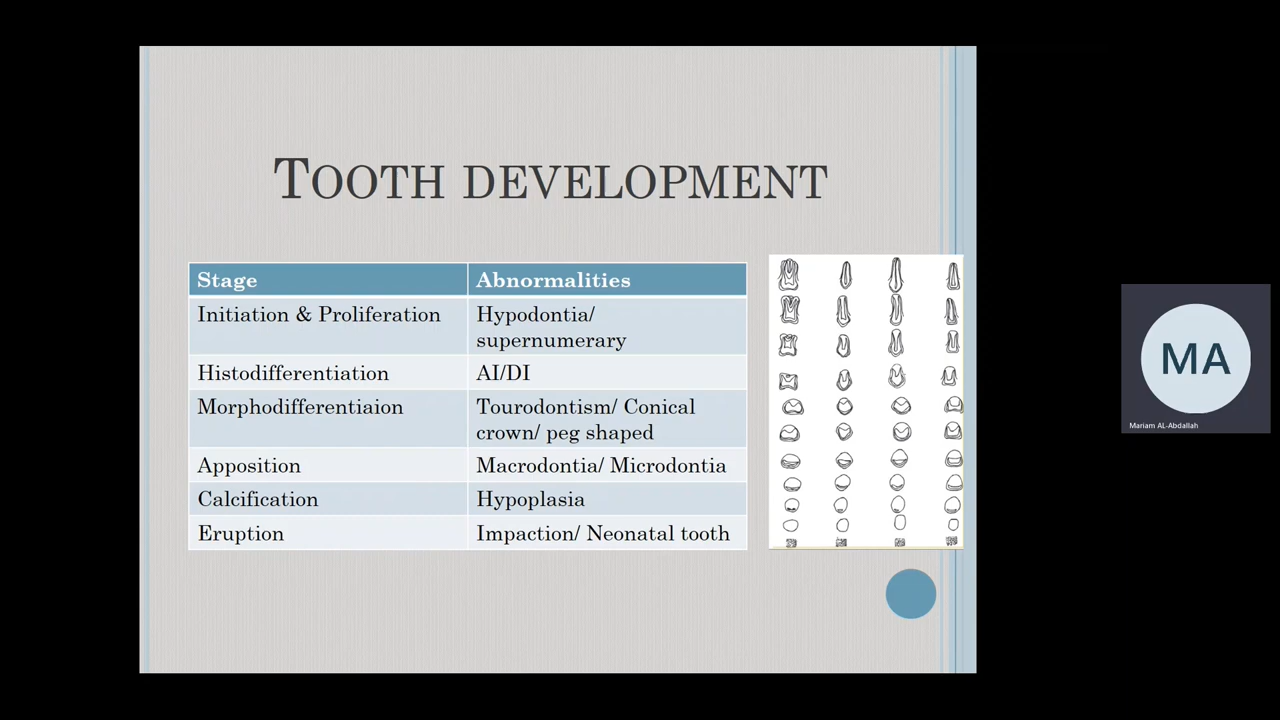 TOOTH DEVELOPMENT
Stage
Abnormalities
Initiation & Proliferation
Hypodontia/
supernumerary
Histodifferentiation
AI/DI
Morphodifferentiaion
Tourodontism/ Conical
crown/ peg shaped
Apposition
Macrodontia/ Microdontia
Calcification
Hypoplasia
Eruption
Impaction/ Neonatal tooth
MA
Mariam AL-Abdallah